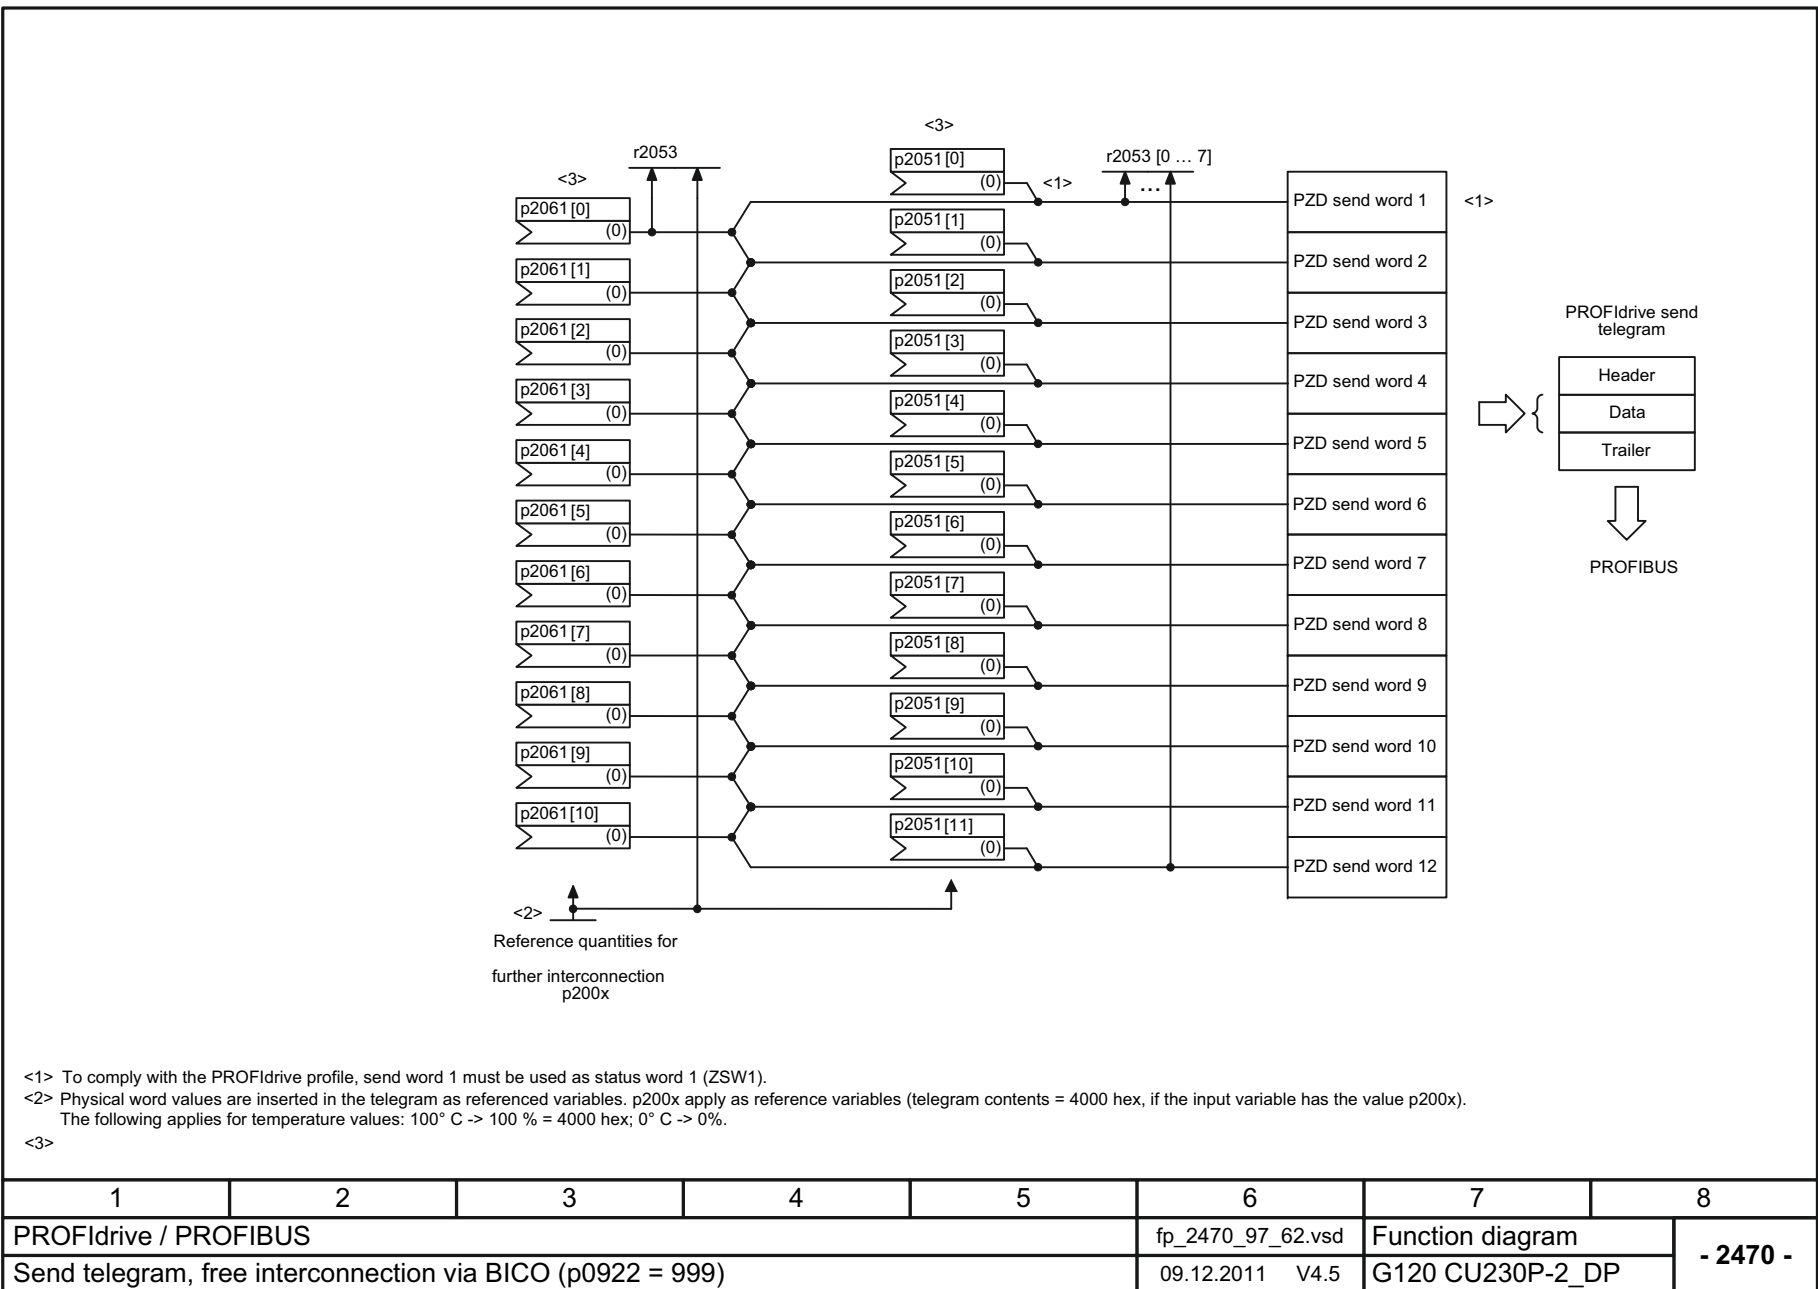 <3>
r2053
p2051 [0]
(0)
<1>
r2053 [0 … 7]
...
<3>
p2061 [0]
(0)
PZD send word 1
<1>
p2051 [1]
(0)
p2061 [1]
(0)
PZD send word 2
p2051 [2]
(0)
p2061 [2]
(0)
PZD send word 3
p2051 [3]
(0)
p2061 [3]
(0)
PZD send word 4
p2051 [4]
(0)
p2061 [4]
(0)
PZD send word 5
p2051 [5]
(0)
p2061 [5]
(0)
PZD send word 6
p2051 [6]
(0)
p2061 [6]
(0)
PZD send word 7
p2051 [7]
(0)
p2061 [7]
(0)
PZD send word 8
p2051 [8]
(0)
p2061 [8]
(0)
PZD send word 9
p2051 [9]
(0)
p2061 [9]
(0)
PZD send word 10
p2051 [10]
(0)
p2061 [10]
(0)
PZD send word 11
p2051 [11]
(0)
PZD send word 12
PROFIdrive send
telegram
Header
Data
Trailer
PROFIBUS
<2>
Reference quantities for
further interconnection
p200x
<1> To comply with the PROFIdrive profile, send word 1 must be used as status word 1 (ZSW1).
<2> Physical word values are inserted in the telegram as referenced variables. p200x apply as reference variables (telegram contents = 4000 hex, if the input variable has the value p200x).
The following applies for temperature values: 100° C -> 100 % = 4000 hex; 0° C -> 0%.
<3>
1 2 3 4 5 6 7 8
PROFIdrive / PROFIBUS
fp_2470_97_62.vsd
Function diagram
- 2470 -
Send telegram, free interconnection via BICO (p0922 = 999)
09.12.2011 V4.5
G120 CU230P-2_DP